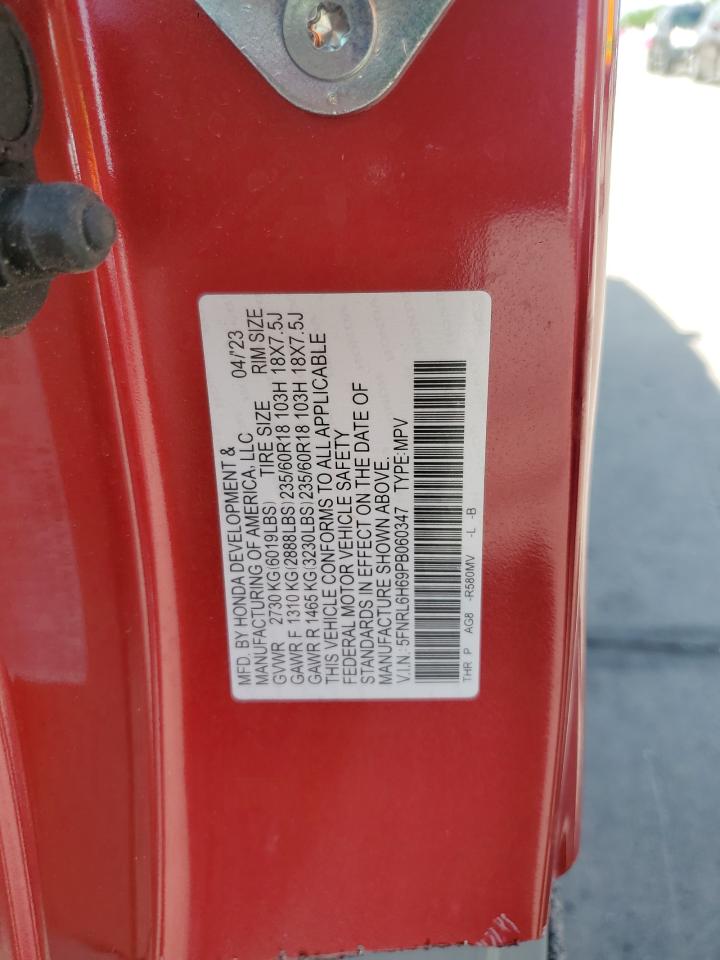 MFD. BY HONDA DEVELOPMENT &
MANUFACTURING OF AMERICA, LLC 04/'23
GVWR 2730 KG(6019LBS) TIRE SIZE RIM SIZE
GAWR F 1310 KG(2888LBS)235/60R18 103H 18X7.5J
GAWR R 1465 KG(3230LBS)235/60R18 103H 18X7.5J
THIS VEHICLE CONFORMS TO ALL APPLICABLE
FEDERAL MOTOR VEHICLE SAFETY
STANDARDS IN EFFECT ON THE DATE OF
MANUFACTURE SHOWN ABOVE.
V.I.N.:5FNRL6H69PB060347 TYPE:MPV
THR P AG8 -R580MV -L -B